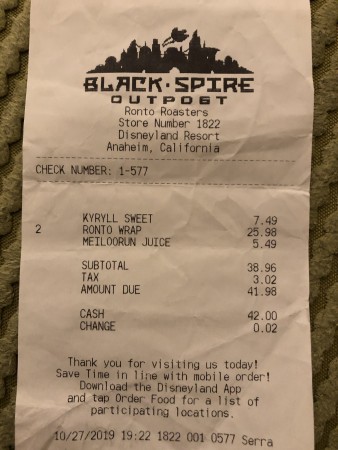 BLACK·SPIRE
OUTPOST
Ronto Roasters
Store Number 1822
Disneyland Resort
Anaheim, California
CHECK NUMBER: 1-577
KYRYLL SWEET 7.49
2 RONTO WRAP 25.98
MEILOORUN JUICE 5.49
SUBTOTAL 38.96
TAX 3.02
AMOUNT DUE 41.98
CASH 42.00
CHANGE 0.02
Thank you for visiting us today!
Save Time in line with mobile order!
Download the Disneyland App
and tap Order Food for a list of
participating locations.
10/27/2019 19:22 1822 001 0577 Serra